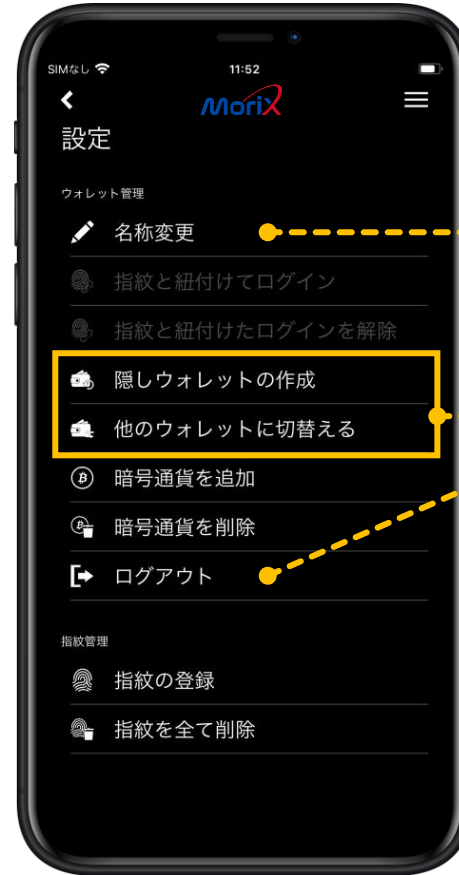 SIMなし 11:52
MoriX
設定
ウォレット管理
名称変更
指紋と紐付けてログイン
指紋と紐付けたログインを解除
隠しウォレットの作成
他のウォレットに切替える
暗号通貨を追加
暗号通貨を削除
ログアウト
指紋管理
指紋の登録
指紋を全て削除